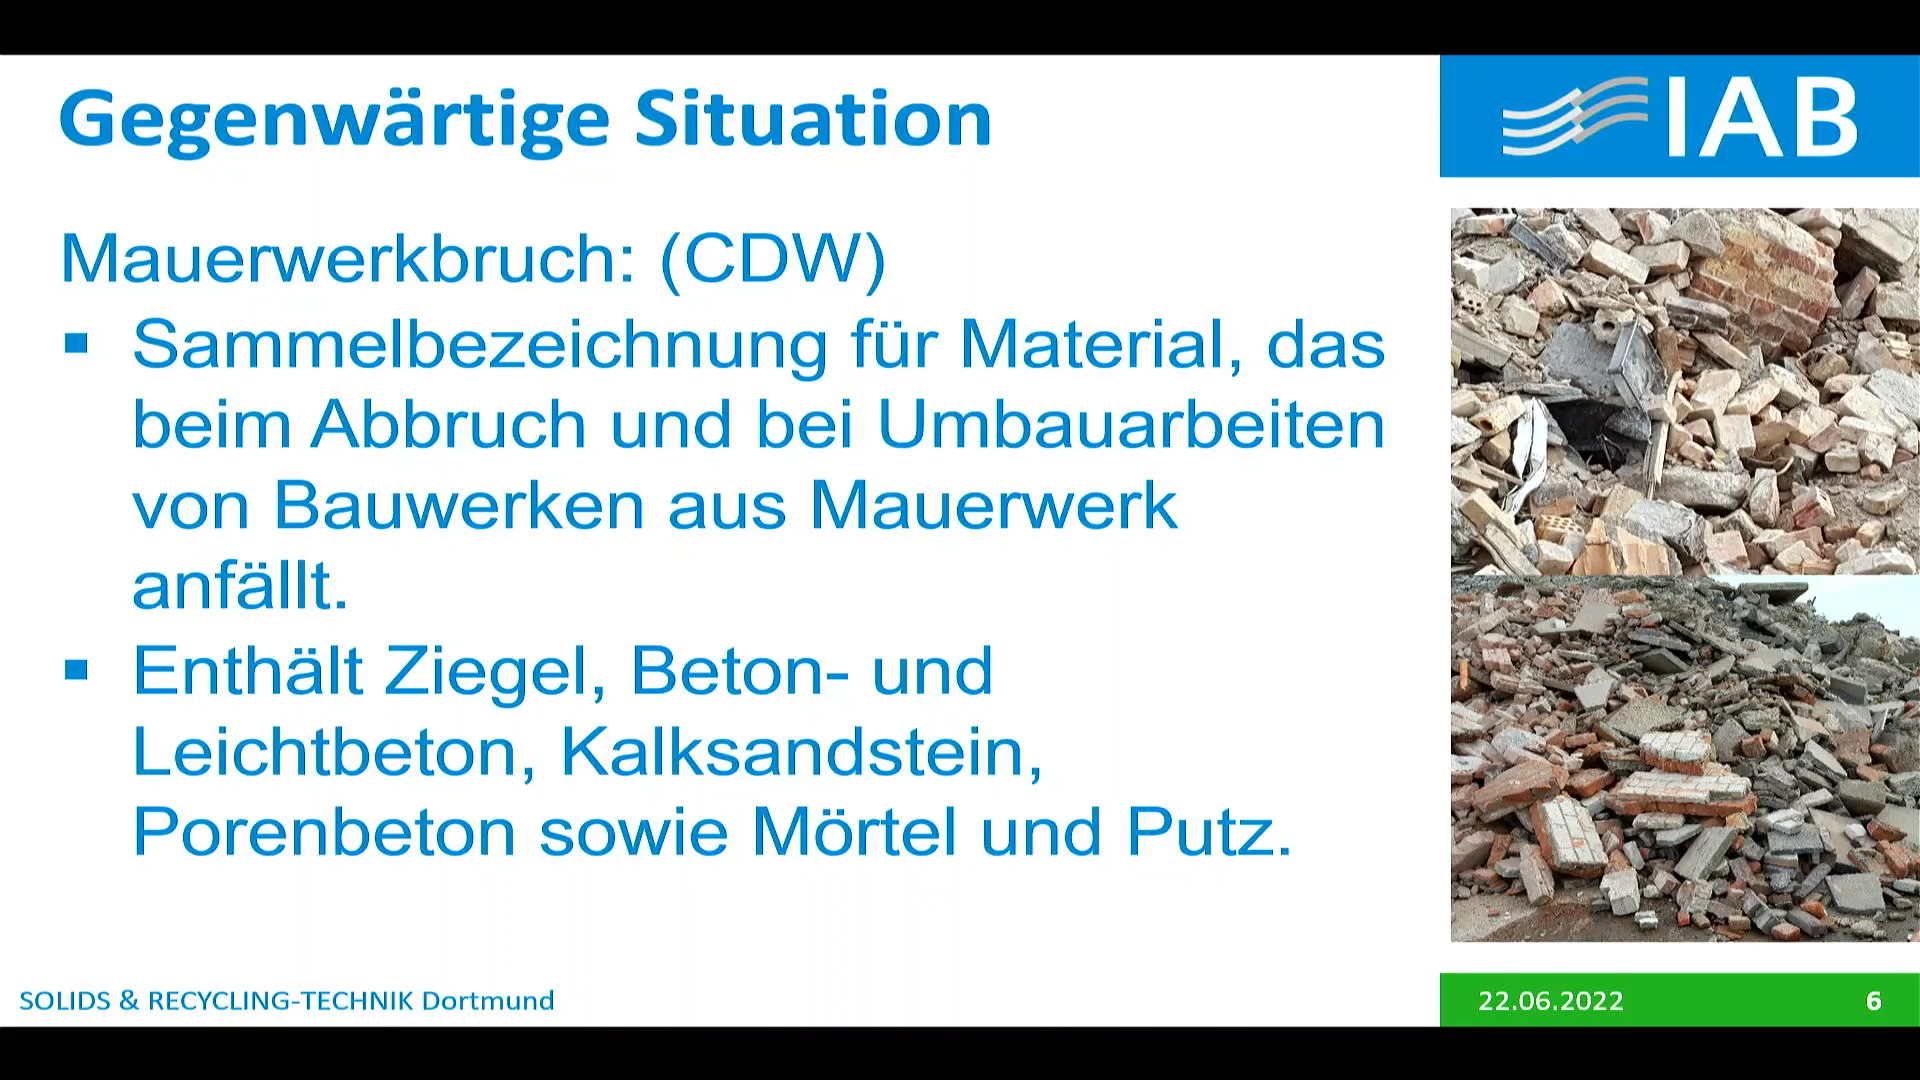 Gegenwärtige Situation
IAB
Mauerwerkbruch: (CDW)
▪ Sammelbezeichnung für Material, das
beim Abbruch und bei Umbauarbeiten
von Bauwerken aus Mauerwerk
anfällt.
▪ Enthält Ziegel, Beton- und
Leichtbeton, Kalksandstein,
Porenbeton sowie Mörtel und Putz.
SOLIDS & RECYCLING-TECHNIK Dortmund
22.06.2022 6